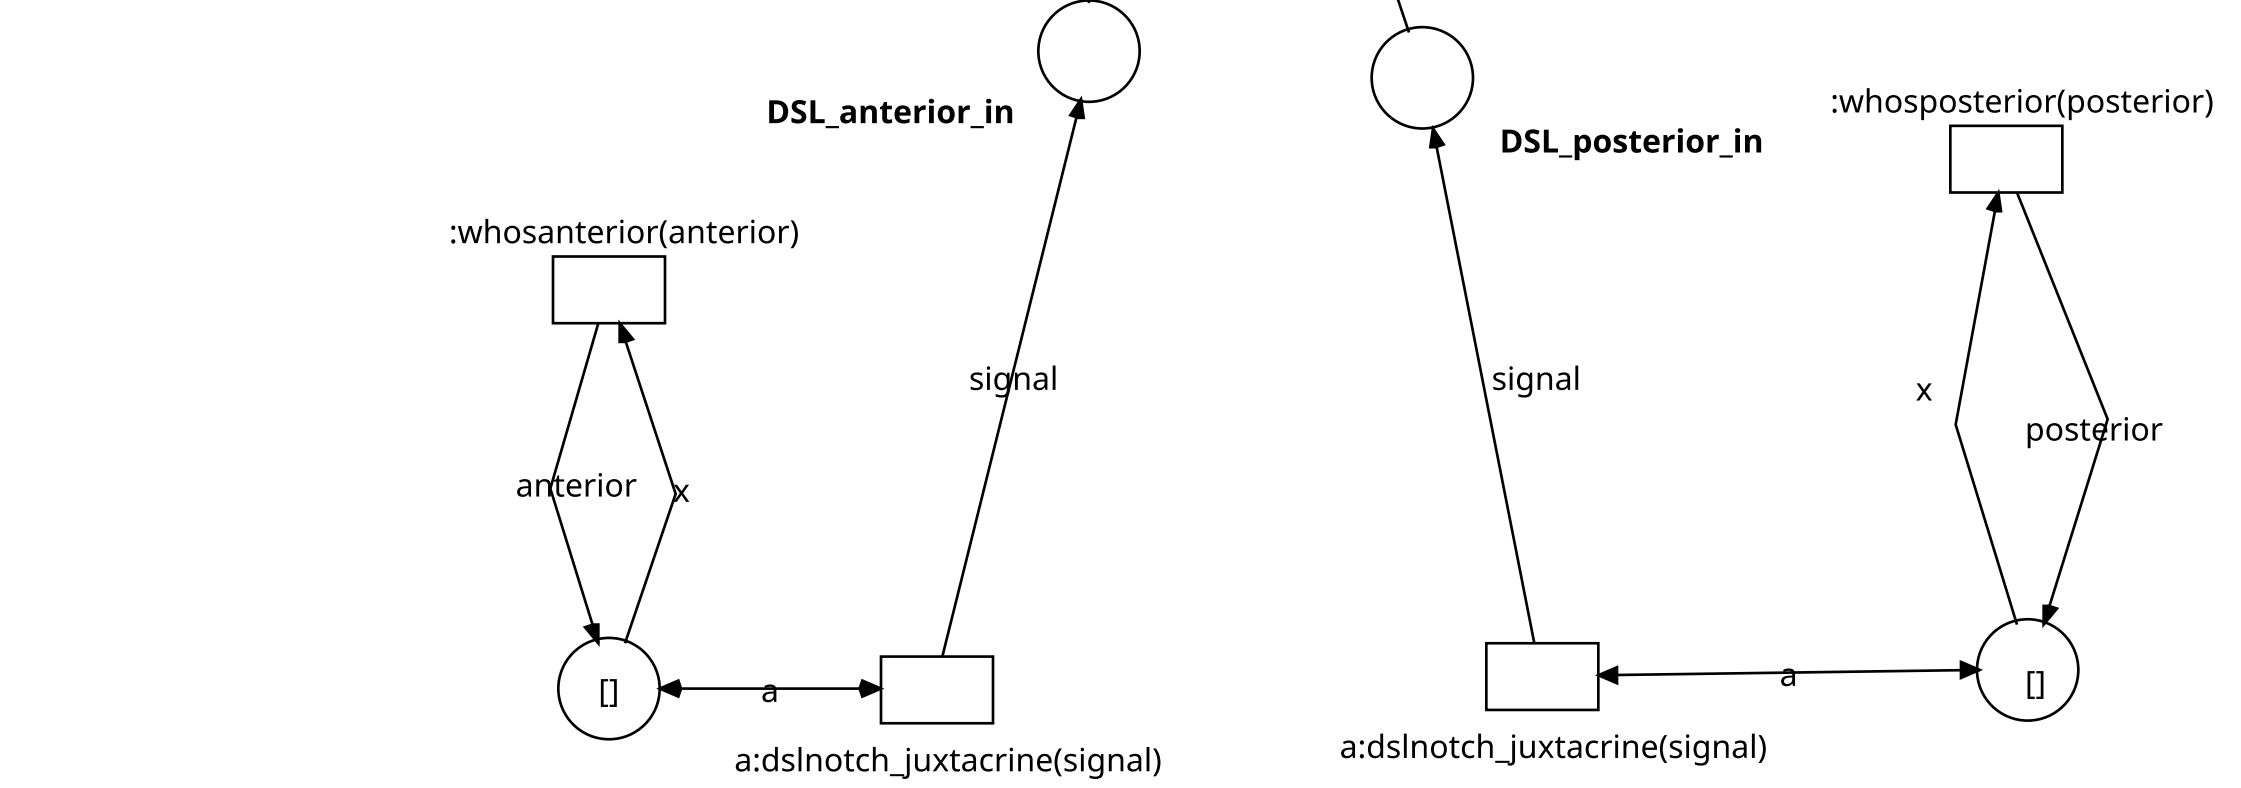 :whosposterior(posterior)
DSL_anterior_in
DSL_posterior_in
:whosanterior(anterior)
signal
signal
x
posterior
anterior
x
[]
a
a
[]
a:dslnotch_juxtacrine(signal)
a:dslnotch_juxtacrine(signal)